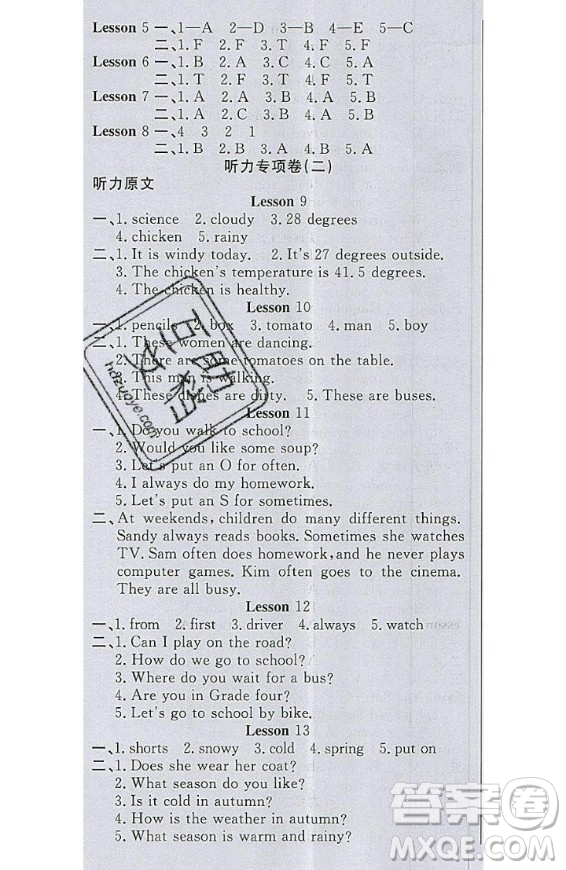 Lesson 5 一、1—A 2—D 3—B 4—E 5—C
二、1. F 2. F 3. T 4. F 5. F
Lesson 6 一、1. B 2. A 3. C 4. B 5. A
二、1. T 2. F 3. F 4. T 5. F
Lesson 7 一、1. A 2. A 3. B 4. A 5. B
二、1. A 2. C 3. B 4. B 5. A
Lesson 8 一、4 3 2 1
二、1. B 2. B 3. A 4. B 5. A
听力专项卷(二)
听力原文
Lesson 9
一、1. science 2. cloudy 3. 28 degrees
4. chicken 5. rainy
二、1. It is windy today. 2. It's 27 degrees outside.
3. The chicken's temperature is 41.5 degrees.
4. The chicken is healthy.
Lesson 10
一、1. pencils 2. box 3. tomato 4. man 5. boy
二、1. These women are dancing.
2. There are some tomatoes on the table.
3. This man is walking.
4. These dishes are dirty. 5. These are buses.
Lesson 11
一、1. Do you walk to school?
2. Would you like some soup?
3. Let's put an O for often.
4. I always do my homework.
5. Let's put an S for sometimes.
二、At weekends, children do many different things.
Sandy always reads books. Sometimes she watches
TV. Sam often does homework, and he never plays
computer games. Kim often goes to the cinema.
They are all busy.
Lesson 12
一、1. from 2. first 3. driver 4. always 5. watch
二、1. Can I play on the road?
2. How do we go to school?
3. Where do you wait for a bus?
4. Are you in Grade four?
5. Let's go to school by bike.
Lesson 13
一、1. shorts 2. snowy 3. cold 4. spring 5. put on
二、1. Does she wear her coat?
2. What season do you like?
3. Is it cold in autumn?
4. How is the weather in autumn?
5. What season is warm and rainy?
答案圈
MXQE.COM